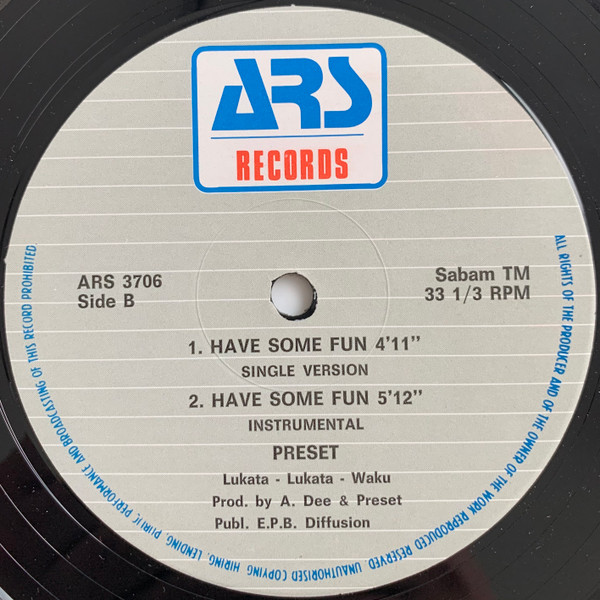 ARS
RECORDS
ARS 3706
Side B
Sabam TM
33 1/3 RPM
1. HAVE SOME FUN 4'11"
SINGLE VERSION
2. HAVE SOME FUN 5'12"
INSTRUMENTAL
PRESET
Lukata - Lukata - Waku
Prod. by A. Dee & Preset
Publ. E.P.B. Diffusion
ALL RIGHTS OF THE PRODUCER AND OF THE OWNER OF THE WORK REPRODUCED RESERVED. UNAUTHORISED COPYING, HIRING, LENDING, PUBLIC PERFORMANCE AND BROADCASTING OF THIS RECORD PROHIBITED